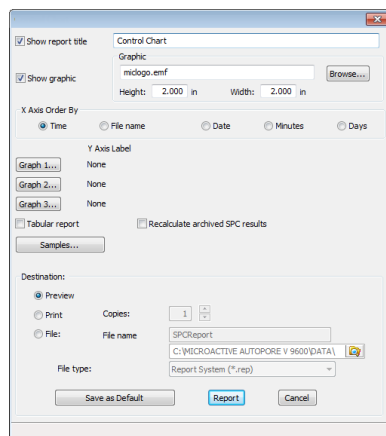 Show report title Control Chart
Graphic
Show graphic miclogo.emf Browse...
Height: 2.000 in Width: 2.000 in
X Axis Order By
Time File name Date Minutes Days
Y Axis Label
Graph 1... None
Graph 2... None
Graph 3... None
Tabular report Recalculate archived SPC results
Samples...
Destination:
Preview
Print Copies: 1
File: File name SPCReport
C:\MICROACTIVE AUTOPORE V 9600\DATA\
File type: Report System (*.rep)
Save as Default Report Cancel